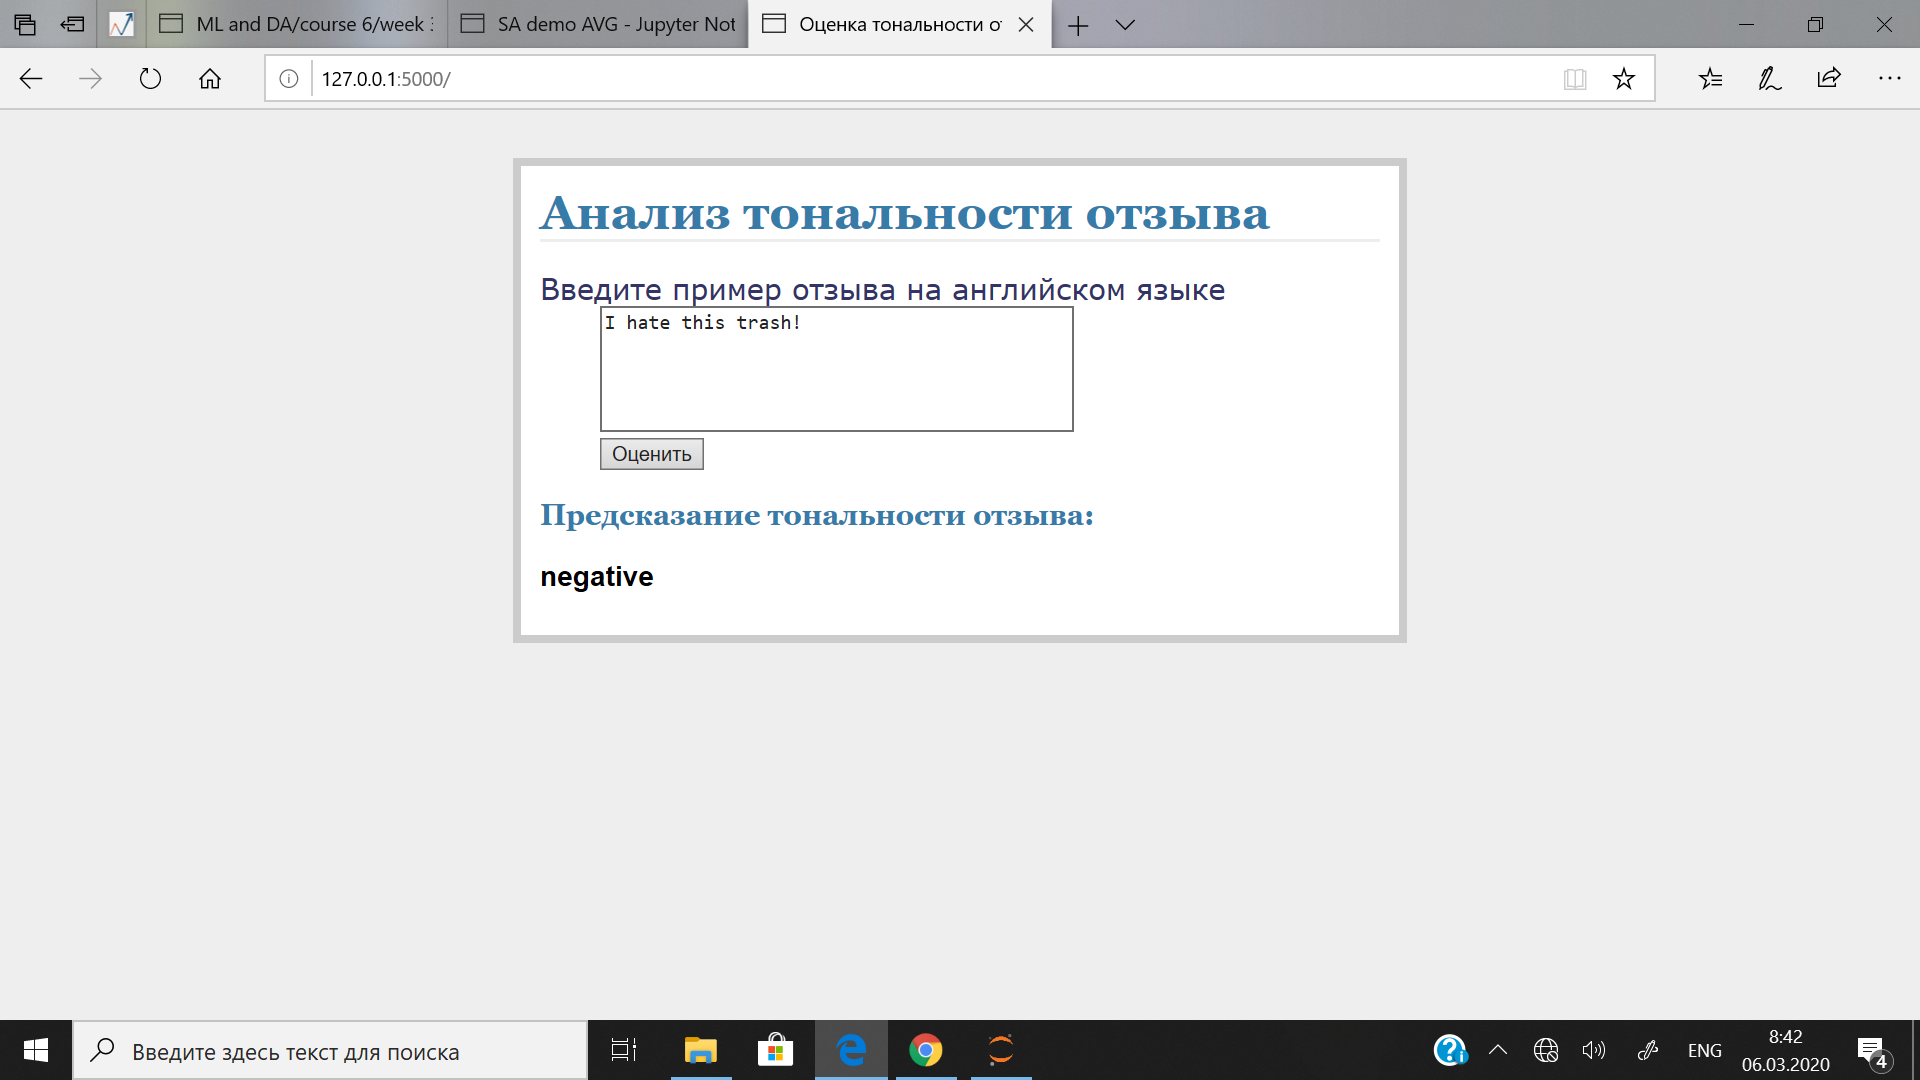 ML and DA/course 6/week
SA demo AVG - Jupyter Not
Оценка тональности о
127.0.0.1:5000/
Анализ тональности отзыва
Введите пример отзыва на английском языке
I hate this trash!
Оценить
Предсказание тональности отзыва:
negative
Введите здесь текст для поиска
ENG
8:42
06.03.2020
4